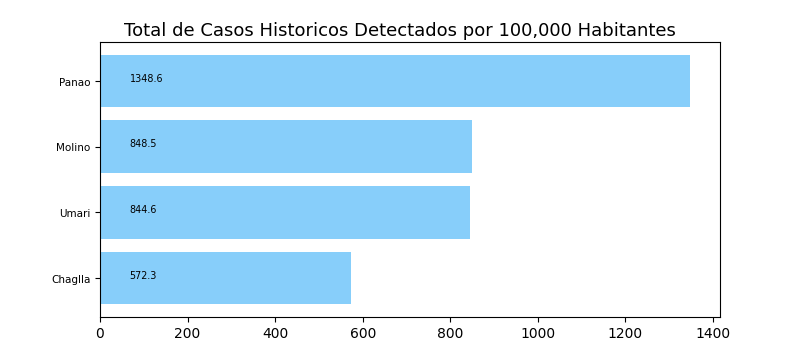 Total de Casos Historicos Detectados por 100,000 Habitantes
Panao 1348.6
Molino 848.5
Umari 844.6
Chaglla 572.3
0 200 400 600 800 1000 1200 1400